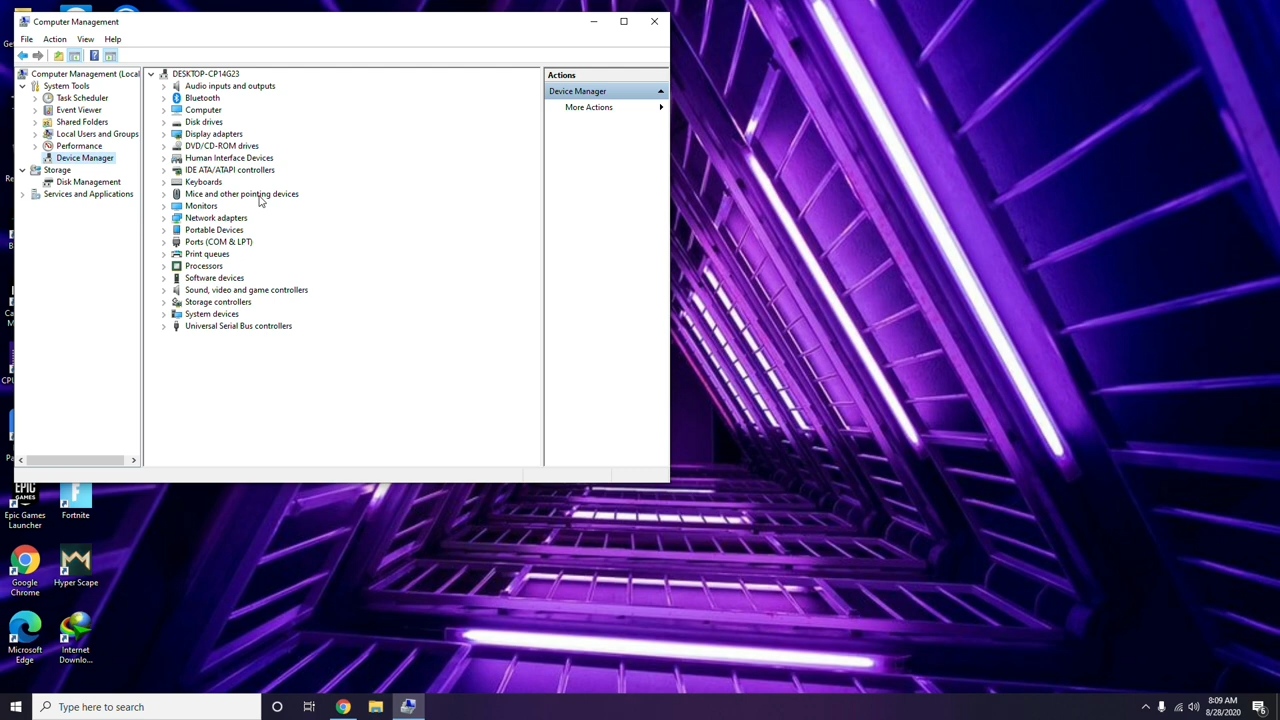 Computer Management
File Action View Help
Computer Management (Local
System Tools
Task Scheduler
Event Viewer
Shared Folders
Local Users and Groups
Performance
Device Manager
Storage
Disk Management
Services and Applications
DESKTOP-CP14G23
Audio inputs and outputs
Bluetooth
Computer
Disk drives
Display adapters
DVD/CD-ROM drives
Human Interface Devices
IDE ATA/ATAPI controllers
Keyboards
Mice and other pointing devices
Monitors
Network adapters
Portable Devices
Ports (COM & LPT)
Print queues
Processors
Software devices
Sound, video and game controllers
Storage controllers
System devices
Universal Serial Bus controllers
Actions
Device Manager
More Actions
EPIC
GAMES
Epic Games
Launcher
Fortnite
Google
Chrome
Hyper Scape
Microsoft
Edge
Internet
Downlo...
Type here to search
8:09 AM
8/28/2020